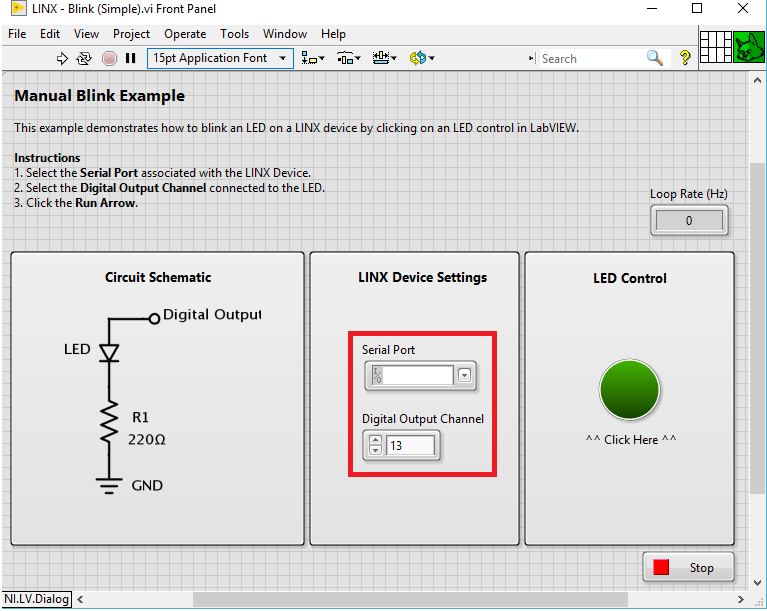 LINX - Blink (Simple).vi Front Panel
File Edit View Project Operate Tools Window Help
15pt Application Font
Search
?
Manual Blink Example
This example demonstrates how to blink an LED on a LINX device by clicking on an LED control in LabVIEW.
Instructions
1. Select the Serial Port associated with the LINX Device.
2. Select the Digital Output Channel connected to the LED.
3. Click the Run Arrow.
Loop Rate (Hz)
0
Circuit Schematic
Digital Output
LED
R1
220Ω
GND
LINX Device Settings
Serial Port
I/O
Digital Output Channel
13
LED Control
^^ Click Here ^^
Stop
NI.LV.Dialog